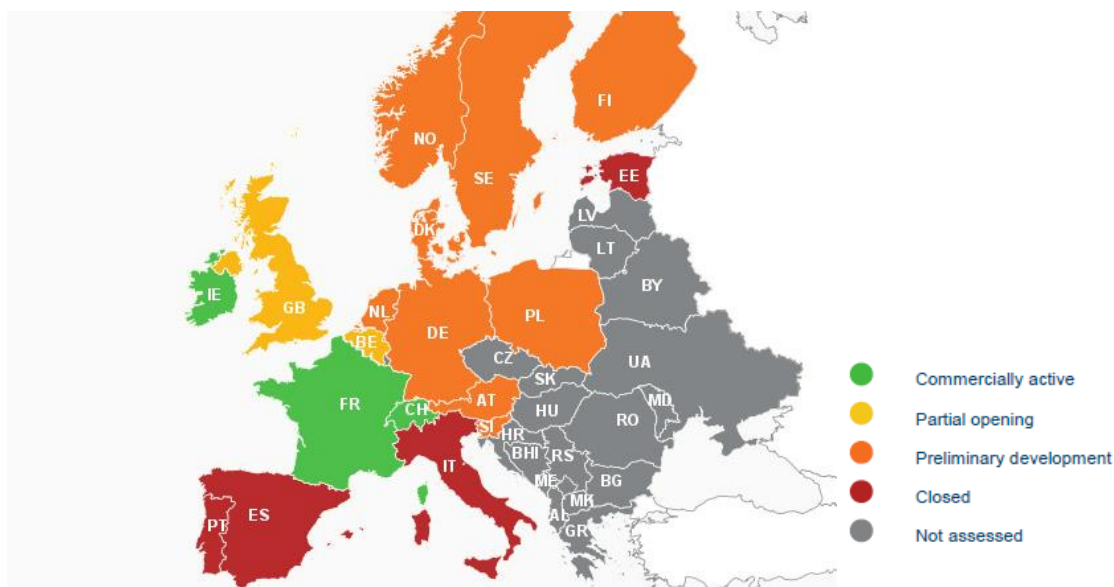 FI
NO
SE
EE
LV
DK
LT
IE
BY
GB
NL
PL
DE
BE
CZ
UA
SK
FR
CH
AT
MD
HU
RO
SI
HR
BHI
RS
IT
ME
BG
MK
PT
ES
AL
GR
Commercially active
Partial opening
Preliminary development
Closed
Not assessed